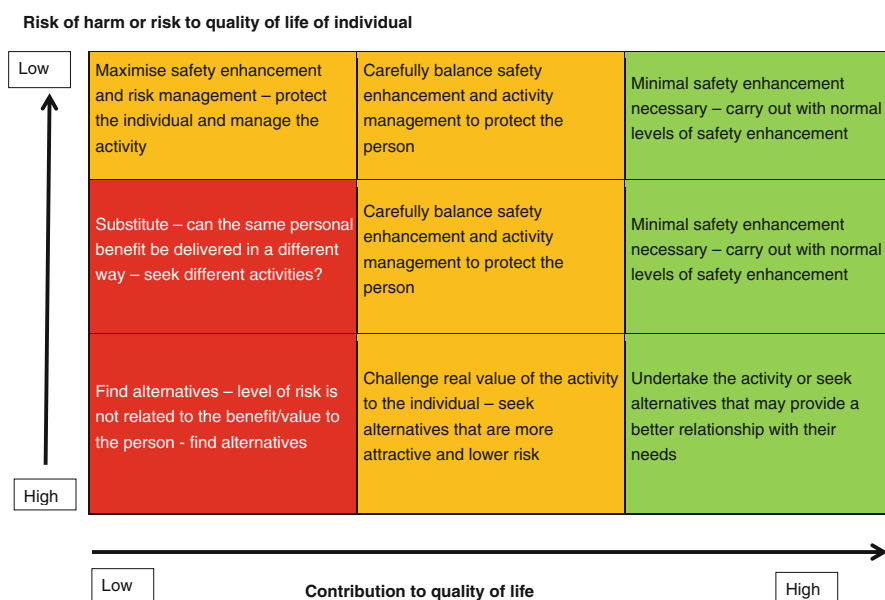 Risk of harm or risk to quality of life of individual
Low
Maximise safety enhancement
and risk management – protect
the individual and manage the
activity
Carefully balance safety
enhancement and activity
management to protect the
person
Minimal safety enhancement
necessary – carry out with normal
levels of safety enhancement
Substitute – can the same personal
benefit be delivered in a different
way – seek different activities?
Carefully balance safety
enhancement and activity
management to protect the
person
Minimal safety enhancement
necessary – carry out with normal
levels of safety enhancement
Find alternatives – level of risk is
not related to the benefit/value to
the person - find alternatives
Challenge real value of the activity
to the individual – seek
alternatives that are more
attractive and lower risk
Undertake the activity or seek
alternatives that may provide a
better relationship with their
needs
High
Low
Contribution to quality of life
High